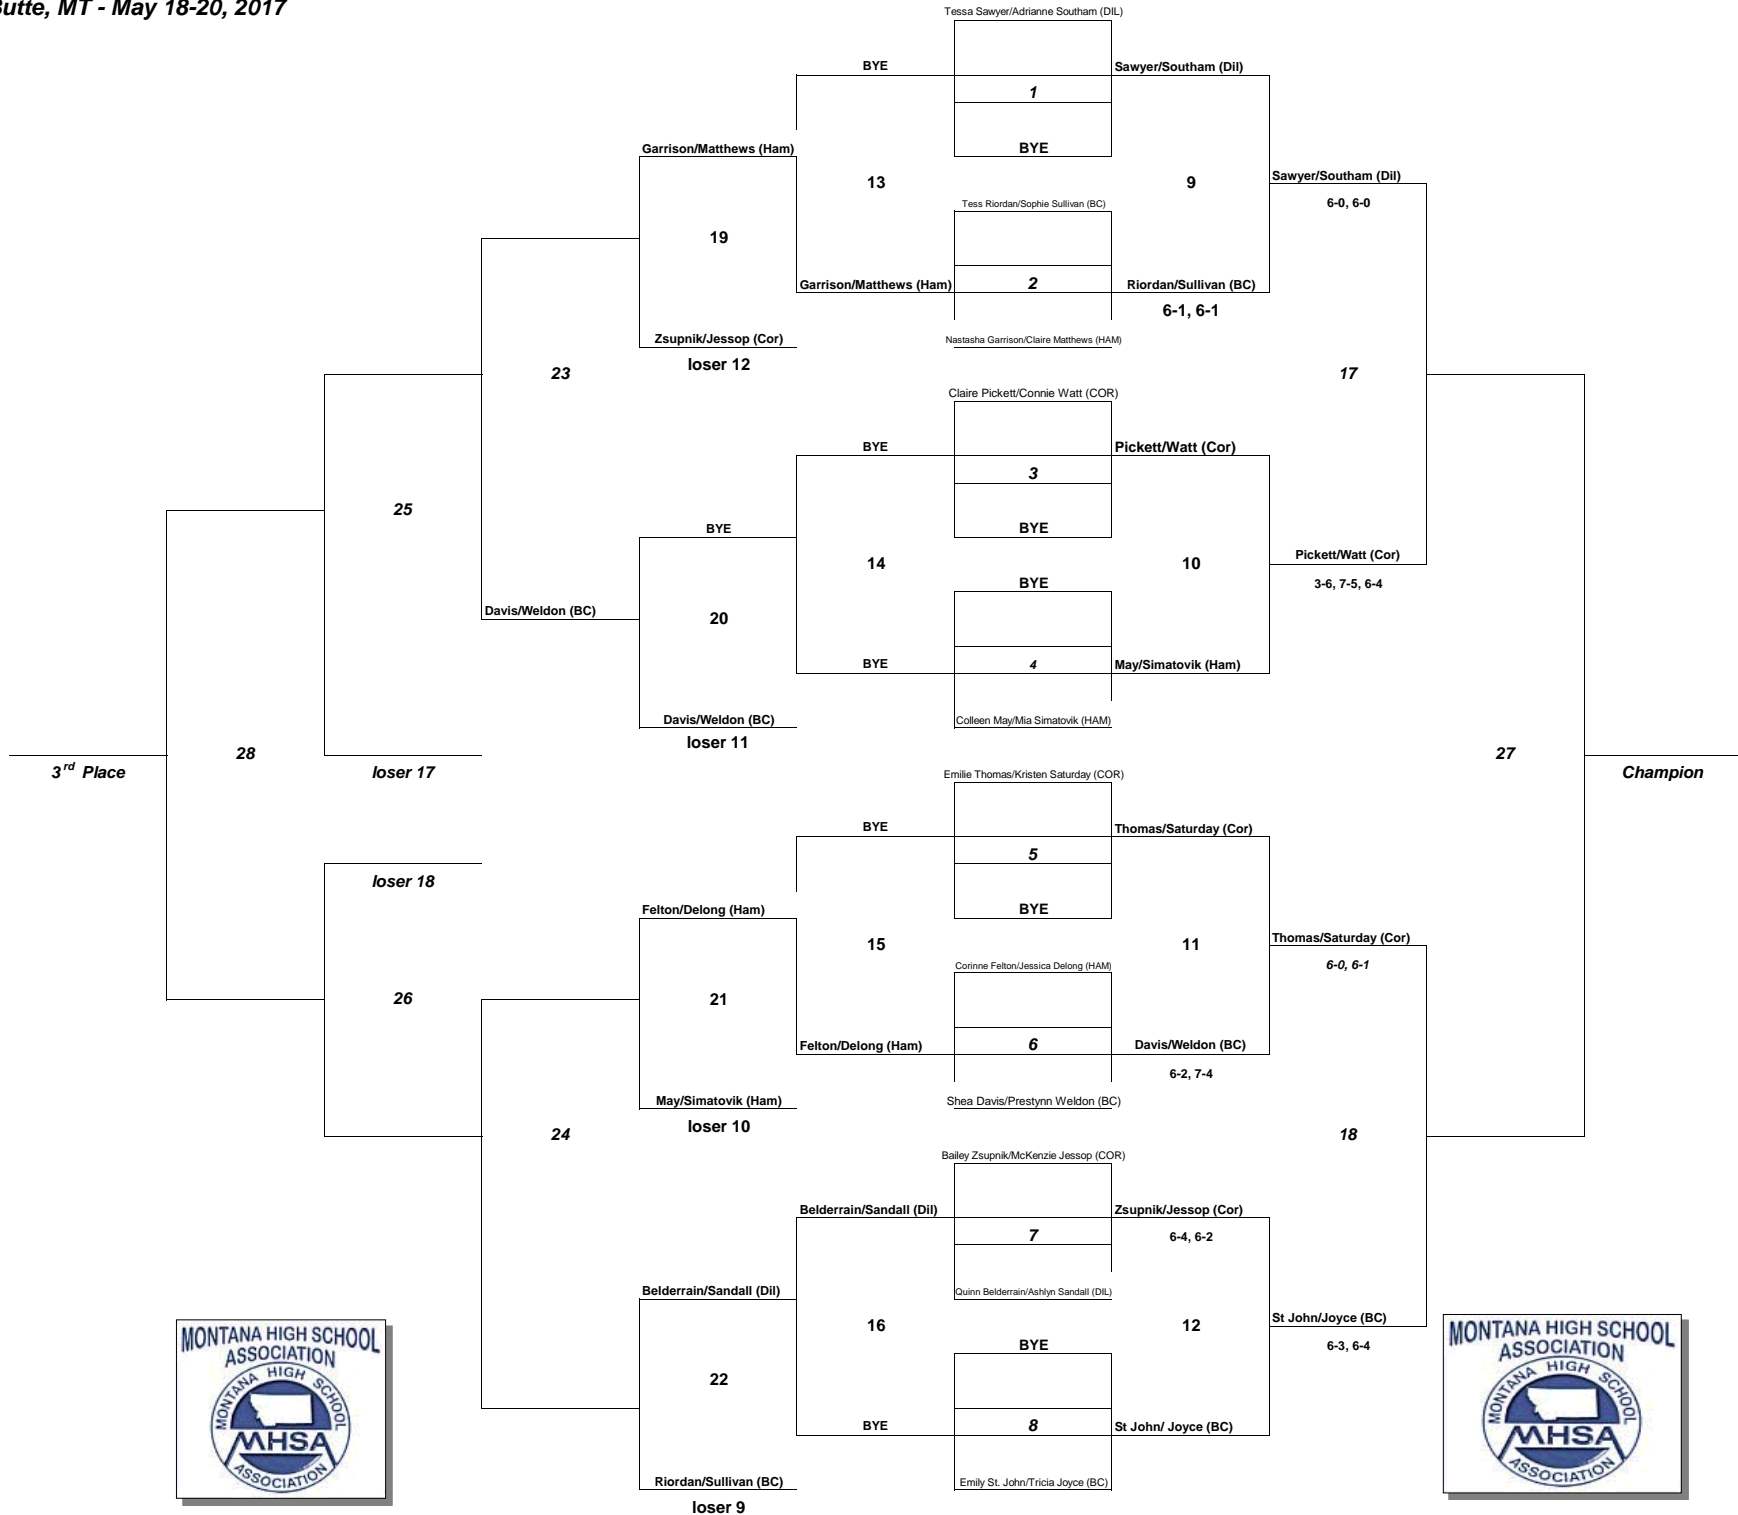 Butte, MT - May 18-20, 2017
Tessa Sawyer/Adrianne Southam (DIL)
BYE
Sawyer/Southam (Dil)
1
Garrison/Matthews (Ham)
BYE
13
9
Sawyer/Southam (Dil)
6-0, 6-0
Tess Riordan/Sophie Sullivan (BC)
19
Garrison/Matthews (Ham)
2
Riordan/Sullivan (BC)
6-1, 6-1
Zsupnik/Jessop (Cor)
Nastasha Garrison/Claire Matthews (HAM)
loser 12
23
17
Claire Pickett/Connie Watt (COR)
BYE
Pickett/Watt (Cor)
3
25
BYE
BYE
14
10
Pickett/Watt (Cor)
3-6, 7-5, 6-4
BYE
Davis/Weldon (BC)
20
BYE
4
May/Simatovik (Ham)
Davis/Weldon (BC)
Colleen May/Mia Simatovik (HAM)
loser 11
28
27
3rd Place
loser 17
Emilie Thomas/Kristen Saturday (COR)
Champion
BYE
Thomas/Saturday (Cor)
5
loser 18
Felton/Delong (Ham)
BYE
15
11
Thomas/Saturday (Cor)
6-0, 6-1
Corinne Felton/Jessica Delong (HAM)
26
21
Felton/Delong (Ham)
6
Davis/Weldon (BC)
6-2, 7-4
May/Simatovik (Ham)
Shea Davis/Prestynn Weldon (BC)
loser 10
24
18
Bailey Zsupnik/McKenzie Jessop (COR)
Belderrain/Sandall (Dil)
Zsupnik/Jessop (Cor)
7
6-4, 6-2
Belderrain/Sandall (Dil)
Quinn Belderrain/Ashlyn Sandall (DIL)
16
12
St John/Joyce (BC)
6-3, 6-4
BYE
22
BYE
8
St John/ Joyce (BC)
Riordan/Sullivan (BC)
Emily St. John/Tricia Joyce (BC)
loser 9
MONTANA HIGH SCHOOL
ASSOCIATION
MONTANA HIGH SCHOOL
MHSA
ASSOCIATION
MONTANA HIGH SCHOOL
ASSOCIATION
MONTANA HIGH SCHOOL
MHSA
ASSOCIATION